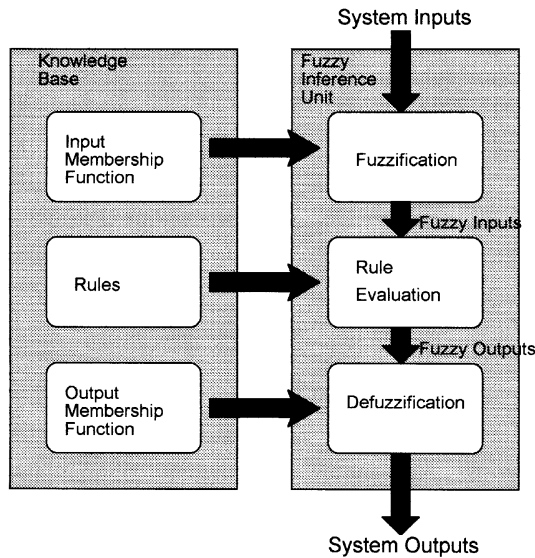 System Inputs
Knowledge
Base
Fuzzy
Inference
Unit
Input
Membership
Function
Fuzzification
Fuzzy Inputs
Rules
Rule
Evaluation
Fuzzy Outputs
Output
Membership
Function
Defuzzification
System Outputs